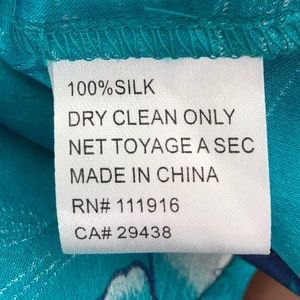 100%SILK
DRY CLEAN ONLY
NET TOYAGE A SEC
MADE IN CHINA
RN# 111916
CA# 29438